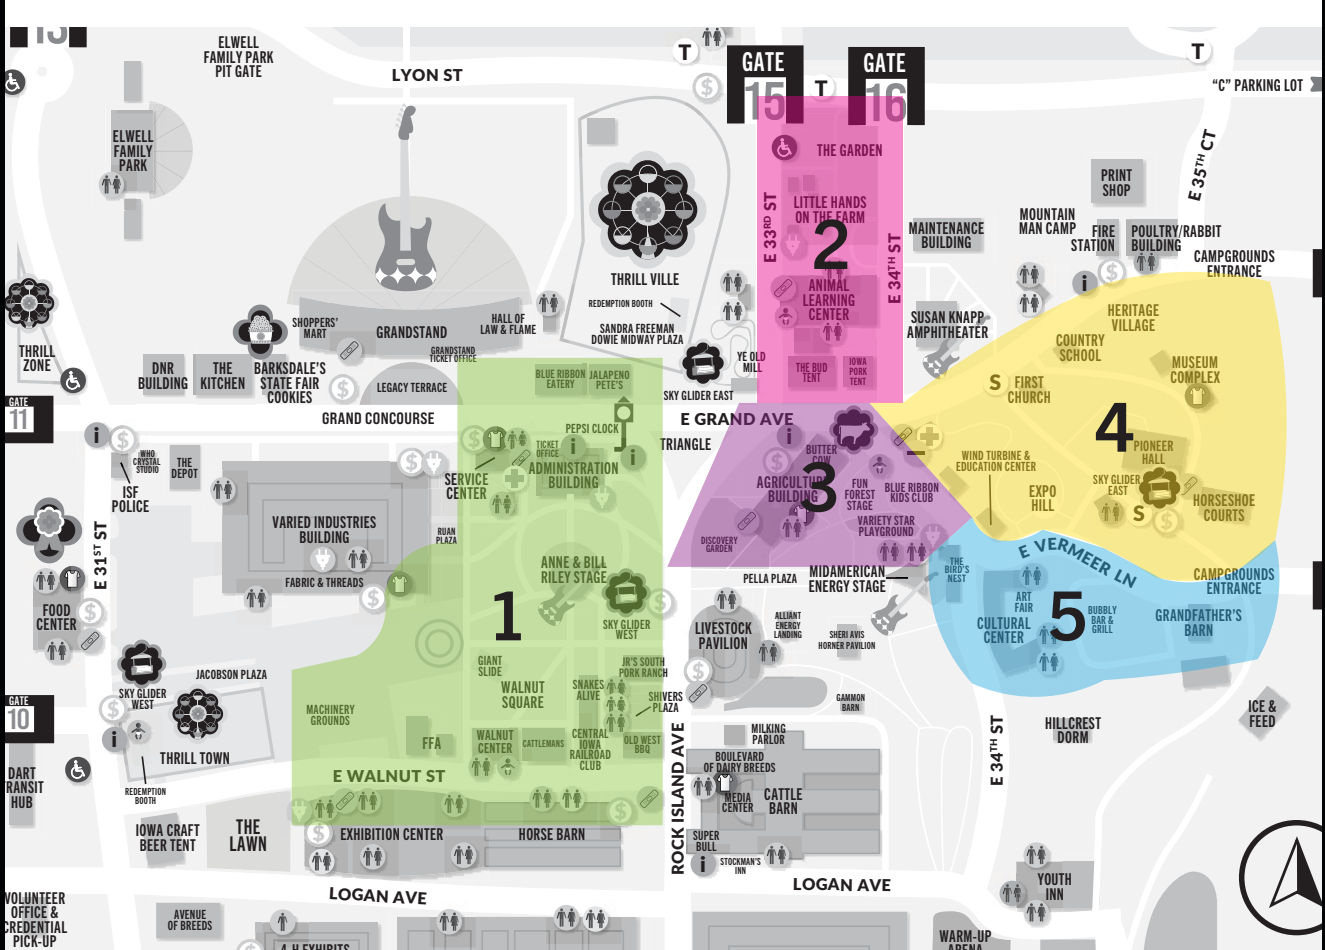 ELWELL
FAMILY PARK
PIT GATE
LYON ST
T
$
GATE
15
T
GATE
16
T
"C" PARKING LOT
E 35TH CT
ELWELL
FAMILY
PARK
THE GARDEN
LITTLE HANDS
ON THE FARM
2
E 33RD ST
E 34TH ST
ANIMAL
LEARNING
CENTER
THE BUD
TENT
IOWA
PORK
TENT
PRINT
SHOP
MAINTENANCE
BUILDING
MOUNTAIN
MAN CAMP
FIRE
STATION
POULTRY/RABBIT
BUILDING
CAMPGROUNDS
ENTRANCE
i
$
THRILL VILLE
REDEMPTION BOOTH
SANDRA FREEMAN
DOWIE MIDWAY PLAZA
YE OLD
MILL
SKY GLIDER EAST
SUSAN KNAPP
AMPHITHEATER
THRILL
ZONE
SHOPPERS'
MART
GRANDSTAND
HALL OF
LAW & FLAME
GRANDSTAND
TICKET OFFICE
DNR
BUILDING
THE
KITCHEN
BARKSDALE'S
STATE FAIR
COOKIES
$
LEGACY TERRACE
GRAND CONCOURSE
BLUE RIBBON
EATERY
JALAPENO
PETE'S
PEPSI CLOCK
E GRAND AVE
TRIANGLE
HERITAGE
VILLAGE
COUNTRY
SCHOOL
S
FIRST
CHURCH
MUSEUM
COMPLEX
4
PIONEER
HALL
SKY GLIDER
EAST
S
$
HORSESHOE
COURTS
EXPO
HILL
WIND TURBINE &
EDUCATION CENTER
GATE
11
i
$
WHO
CRYSTAL
STUDIO
THE
DEPOT
ISF
POLICE
$
$
SERVICE
CENTER
TICKET
OFFICE
i
i
ADMINISTRATION
BUILDING
i
$
BUTTER
COW
3
AGRICULTURE
BUILDING
FUN
FOREST
STAGE
BLUE RIBBON
KIDS CLUB
VARIETY STAR
PLAYGROUND
DISCOVERY
GARDEN
VARIED INDUSTRIES
BUILDING
RUAN
PLAZA
FABRIC & THREADS
$
E 31ST ST
ANNE & BILL
RILEY STAGE
1
SKY GLIDER
WEST
$
PELLA PLAZA
MIDAMERICAN
ENERGY STAGE
THE
BIRD'S
NEST
E VERMEER LN
CAMPGROUNDS
ENTRANCE
ART
FAIR
CULTURAL
CENTER
5
BUBBLY
BAR &
GRILL
GRANDFATHER'S
BARN
FOOD
CENTER
$
LIVESTOCK
PAVILION
$
ALLIANT
ENERGY
LANDING
SHERI AVIS
HORNER PAVILION
GAMMON
BARN
SKY GLIDER
WEST
JACOBSON PLAZA
$
i
THRILL TOWN
REDEMPTION
BOOTH
GATE
10
DART
TRANSIT
HUB
GIANT
SLIDE
WALNUT
SQUARE
MACHINERY
GROUNDS
FFA
WALNUT
CENTER
CATTLEMANS
SNAKES
ALIVE
JR'S SOUTH
PORK RANCH
SHIVERS
PLAZA
CENTRAL
IOWA
RAILROAD
CLUB
OLD WEST
BBQ
E WALNUT ST
ROCK ISLAND AVE
MILKING
PARLOR
BOULEVARD
OF DAIRY BREEDS
MEDIA
CENTER
CATTLE
BARN
SUPER
BULL
i
STOCKMAN'S
INN
E 34TH ST
HILLCREST
DORM
ICE &
FEED
IOWA CRAFT
BEER TENT
THE
LAWN
$
EXHIBITION CENTER
HORSE BARN
$
LOGAN AVE
LOGAN AVE
YOUTH
INN
VOLUNTEER
OFFICE &
CREDENTIAL
PICK-UP
AVENUE
OF BREEDS
4-H EXHIBITS
WARM-UP
ARENA